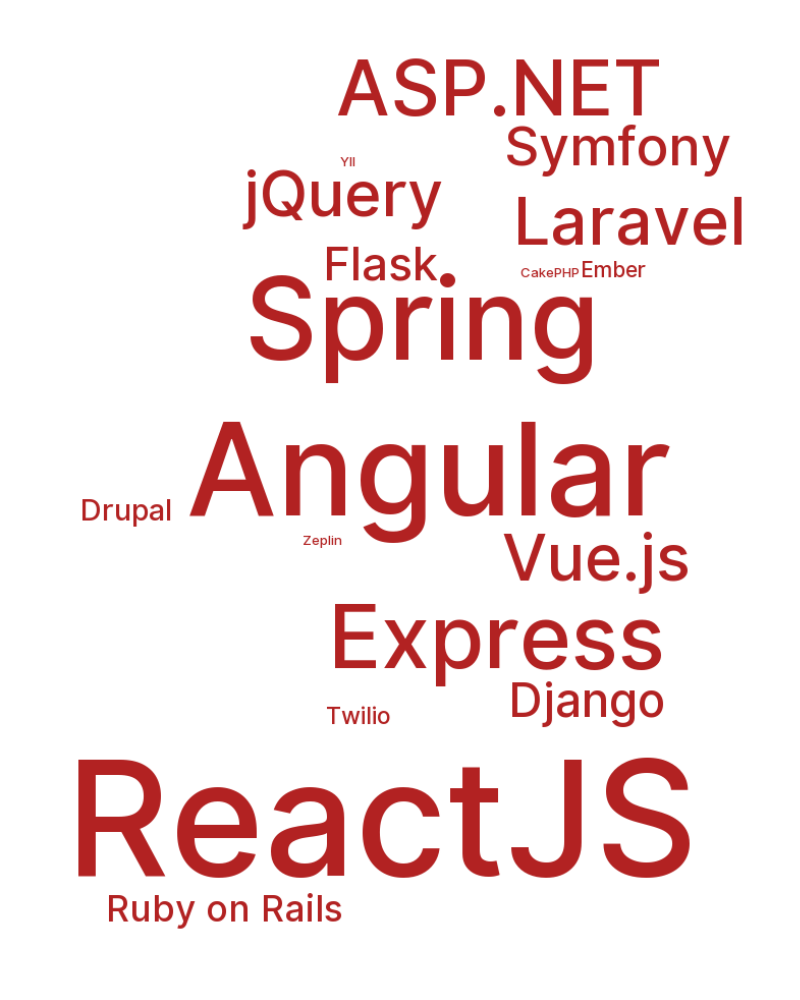 ASP.NET
Symfony
YII
jQuery
Laravel
Flask
CakePHP Ember
Spring
Angular
Drupal
Zeplin
Vue.js
Express
Django
Twilio
ReactJS
Ruby on Rails